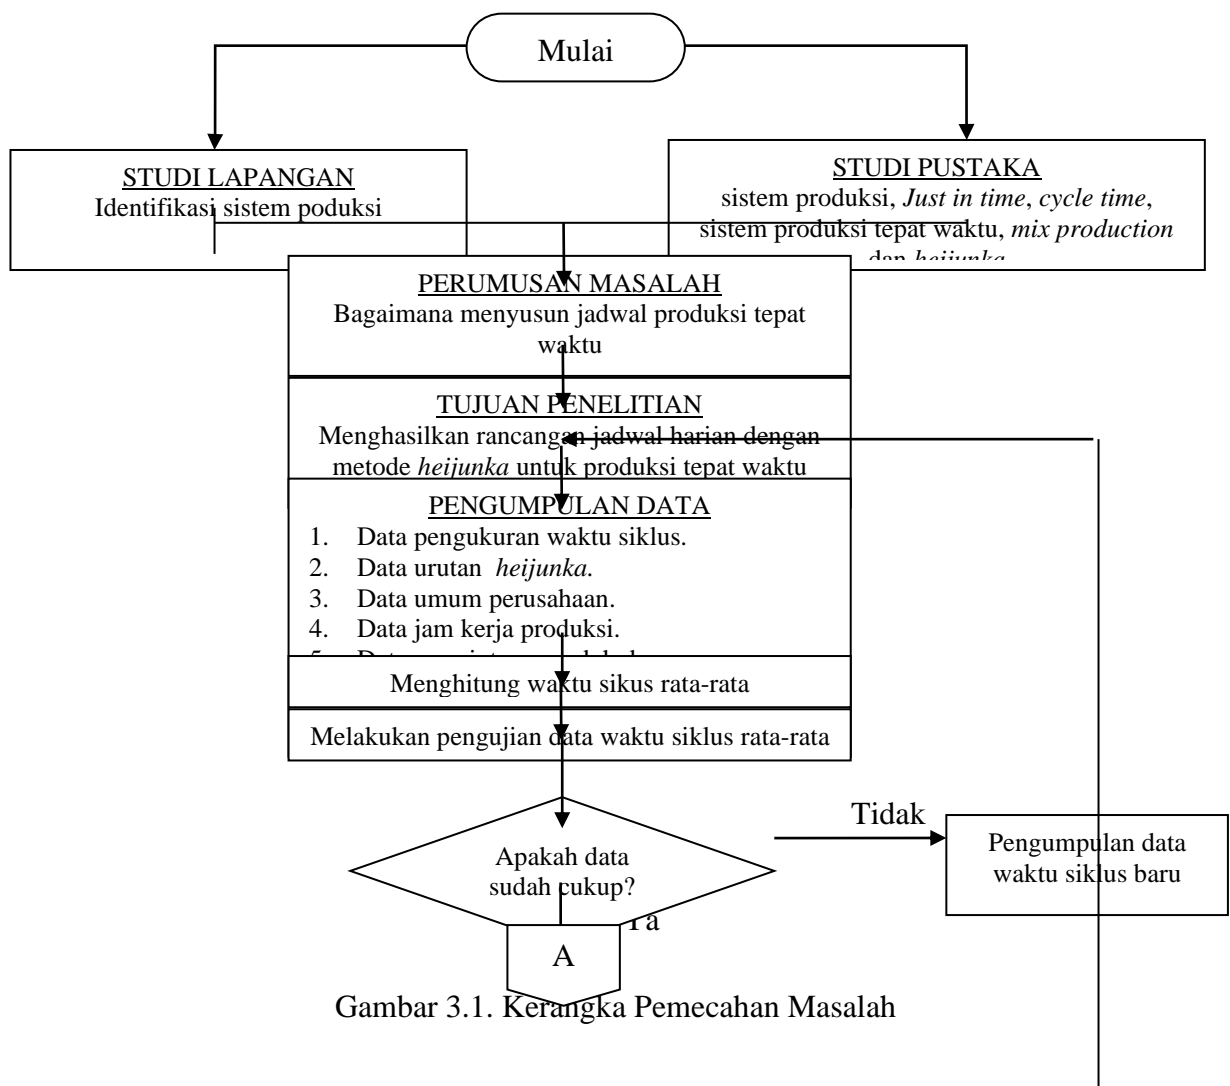 Mulai
STUDI LAPANGAN
Identifikasi sistem poduksi
STUDI PUSTAKA
sistem produksi, Just in time, cycle time,
sistem produksi tepat waktu, mix production
dan heijunka
PERUMUSAN MASALAH
Bagaimana menyusun jadwal produksi tepat
waktu
TUJUAN PENELITIAN
Menghasilkan rancangan jadwal harian dengan
metode heijunka untuk produksi tepat waktu
PENGUMPULAN DATA
1. Data pengukuran waktu siklus.
2. Data urutan heijunka.
3. Data umum perusahaan.
4. Data jam kerja produksi.
Menghitung waktu sikus rata-rata
Melakukan pengujian data waktu siklus rata-rata
Apakah data
sudah cukup?
Tidak
Pengumpulan data
waktu siklus baru
Ya
A
Gambar 3.1. Kerangka Pemecahan Masalah